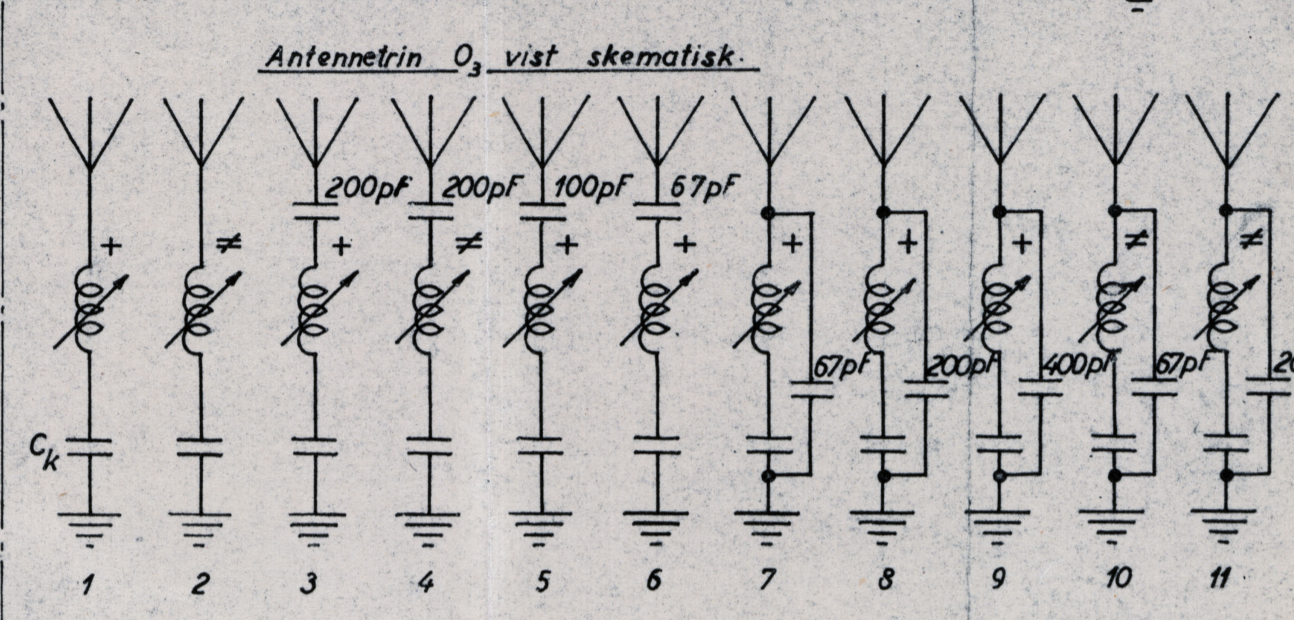 Antennetrin O3 vist skematisk.
200pF 200pF 100pF 67pF
+ ≠ + ≠ + + + + + ≠ ≠
67pF 200pF 400pF 67pF
Ck
1 2 3 4 5 6 7 8 9 10 11